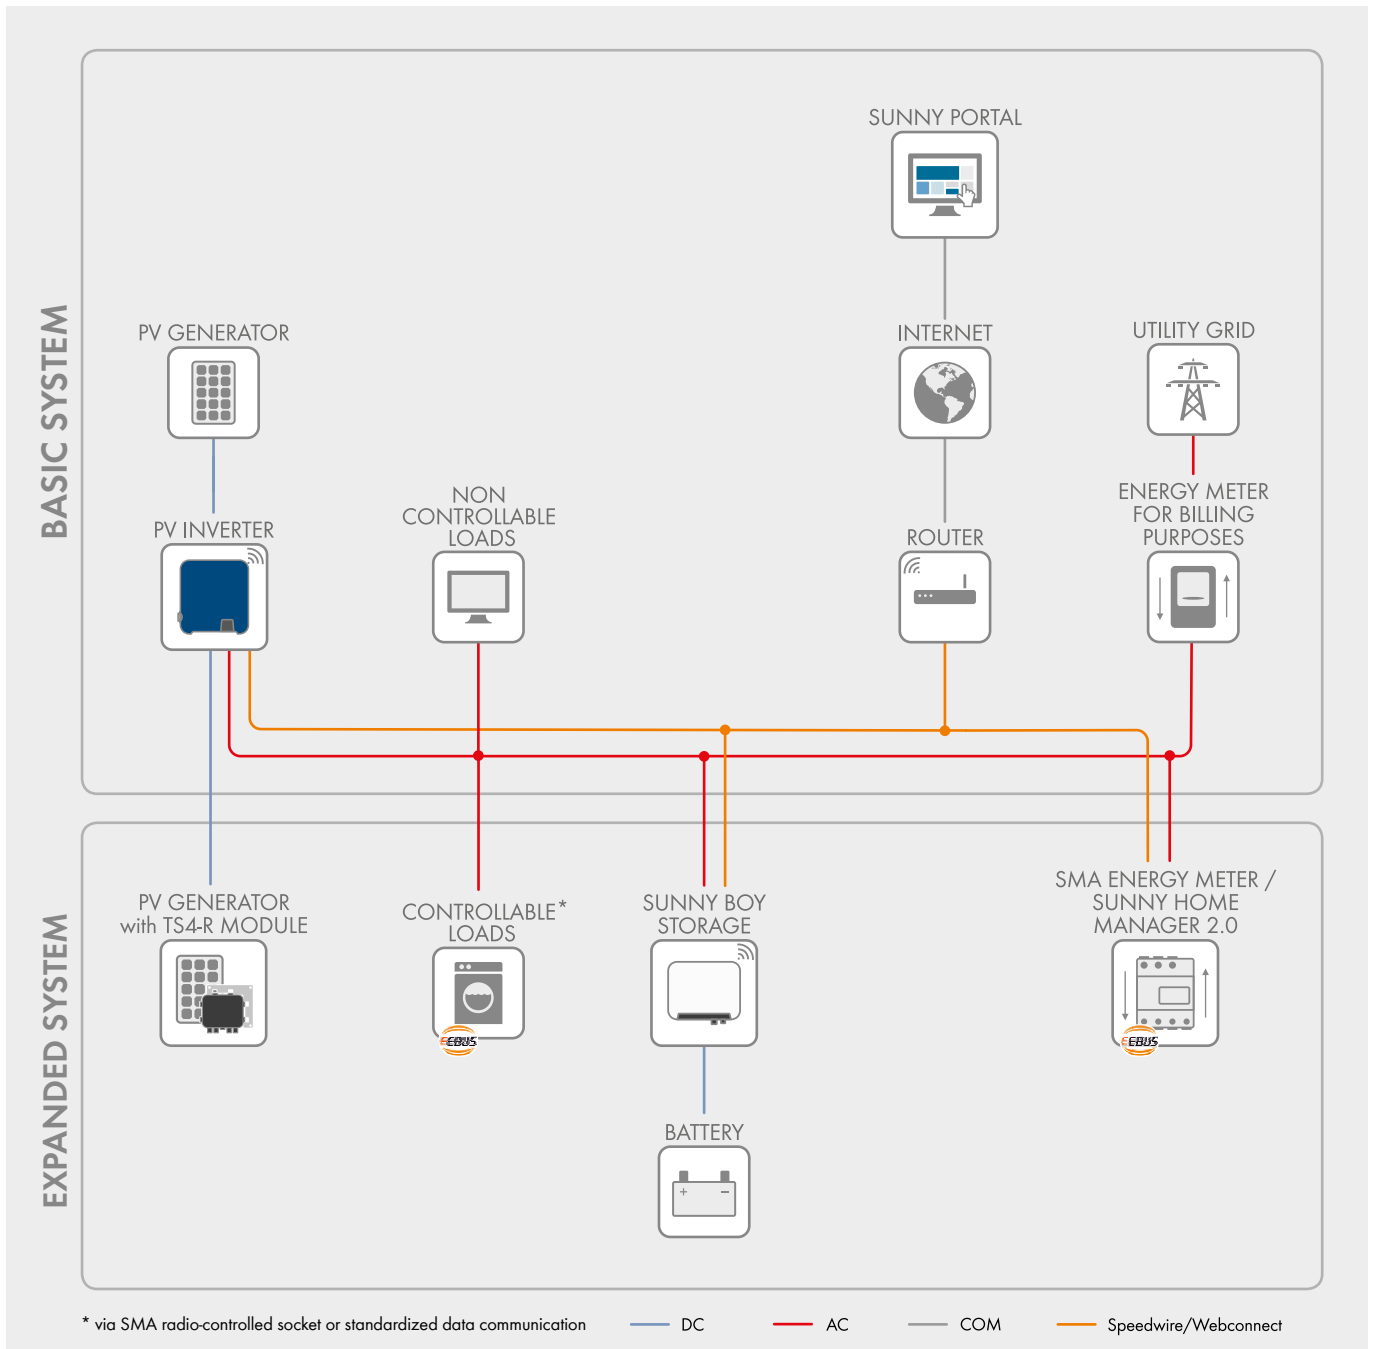 BASIC SYSTEM
SUNNY PORTAL
PV GENERATOR
INTERNET
UTILITY GRID
PV INVERTER
NON
CONTROLLABLE
LOADS
ROUTER
ENERGY METER
FOR BILLING
PURPOSES
EXPANDED SYSTEM
PV GENERATOR
with TS4-R MODULE
CONTROLLABLE*
LOADS
EEBUS
SUNNY BOY
STORAGE
SMA ENERGY METER /
SUNNY HOME
MANAGER 2.0
EEBUS
BATTERY
+ −
* via SMA radio-controlled socket or standardized data communication
DC
AC
COM
Speedwire/Webconnect